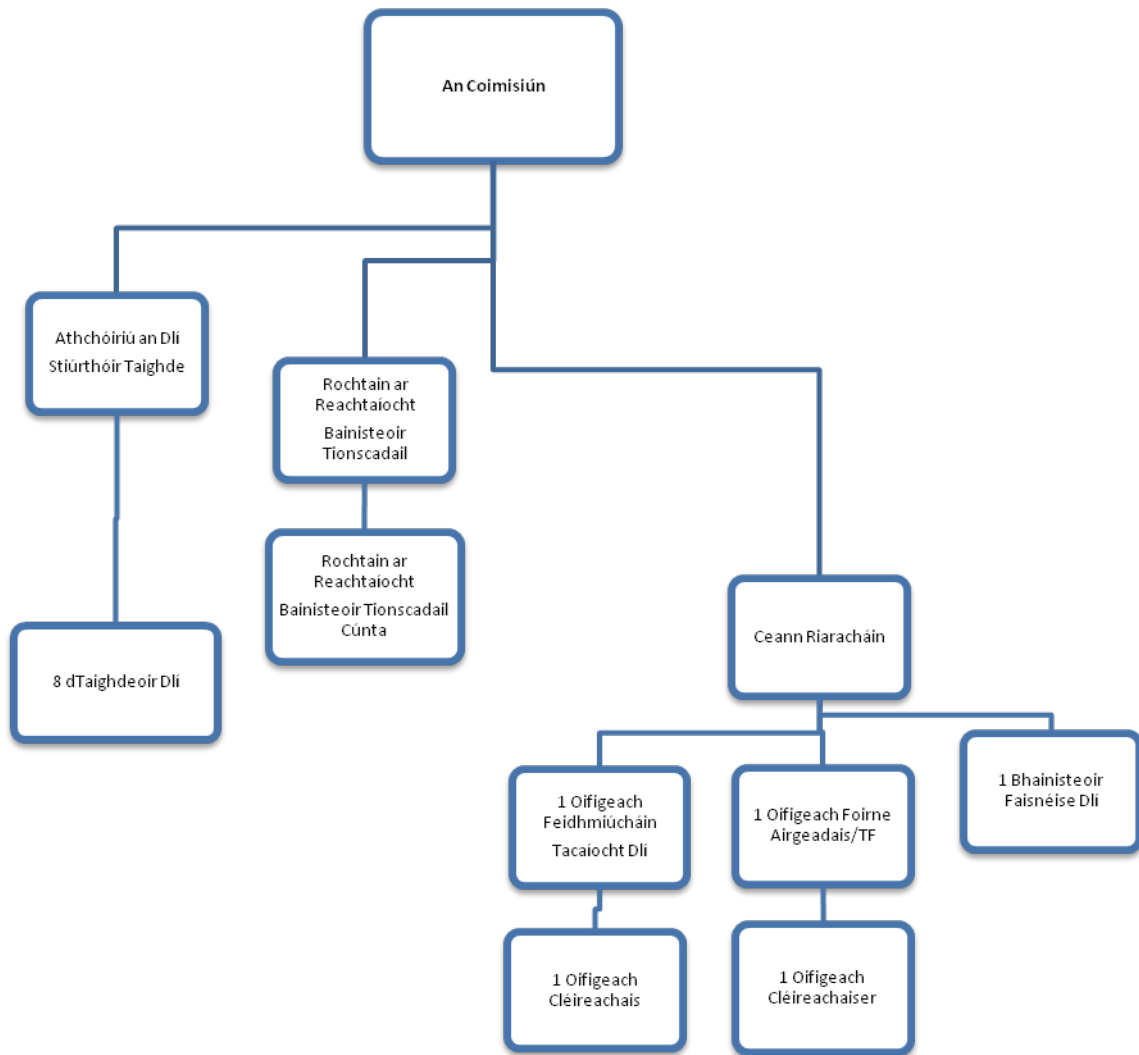 An Coimisiún
Athchóiriú an Dlí
Stiúrthóir Taighde
Rochtain ar
Reachtaíocht
Bainisteoir
Tionscadail
Rochtain ar
Reachtaíocht
Bainisteoir Tionscadail
Cúnta
8 dTaighdeoir Dlí
Ceann Riaracháin
1 Oifigeach
Feidhmiúcháin
Tacaíocht Dlí
1 Oifigeach Foirne
Airgeadais/TF
1 Bhainisteoir
Faisnéise Dlí
1 Oifigeach
Cléireachais
1 Oifigeach
Cléireachaiser